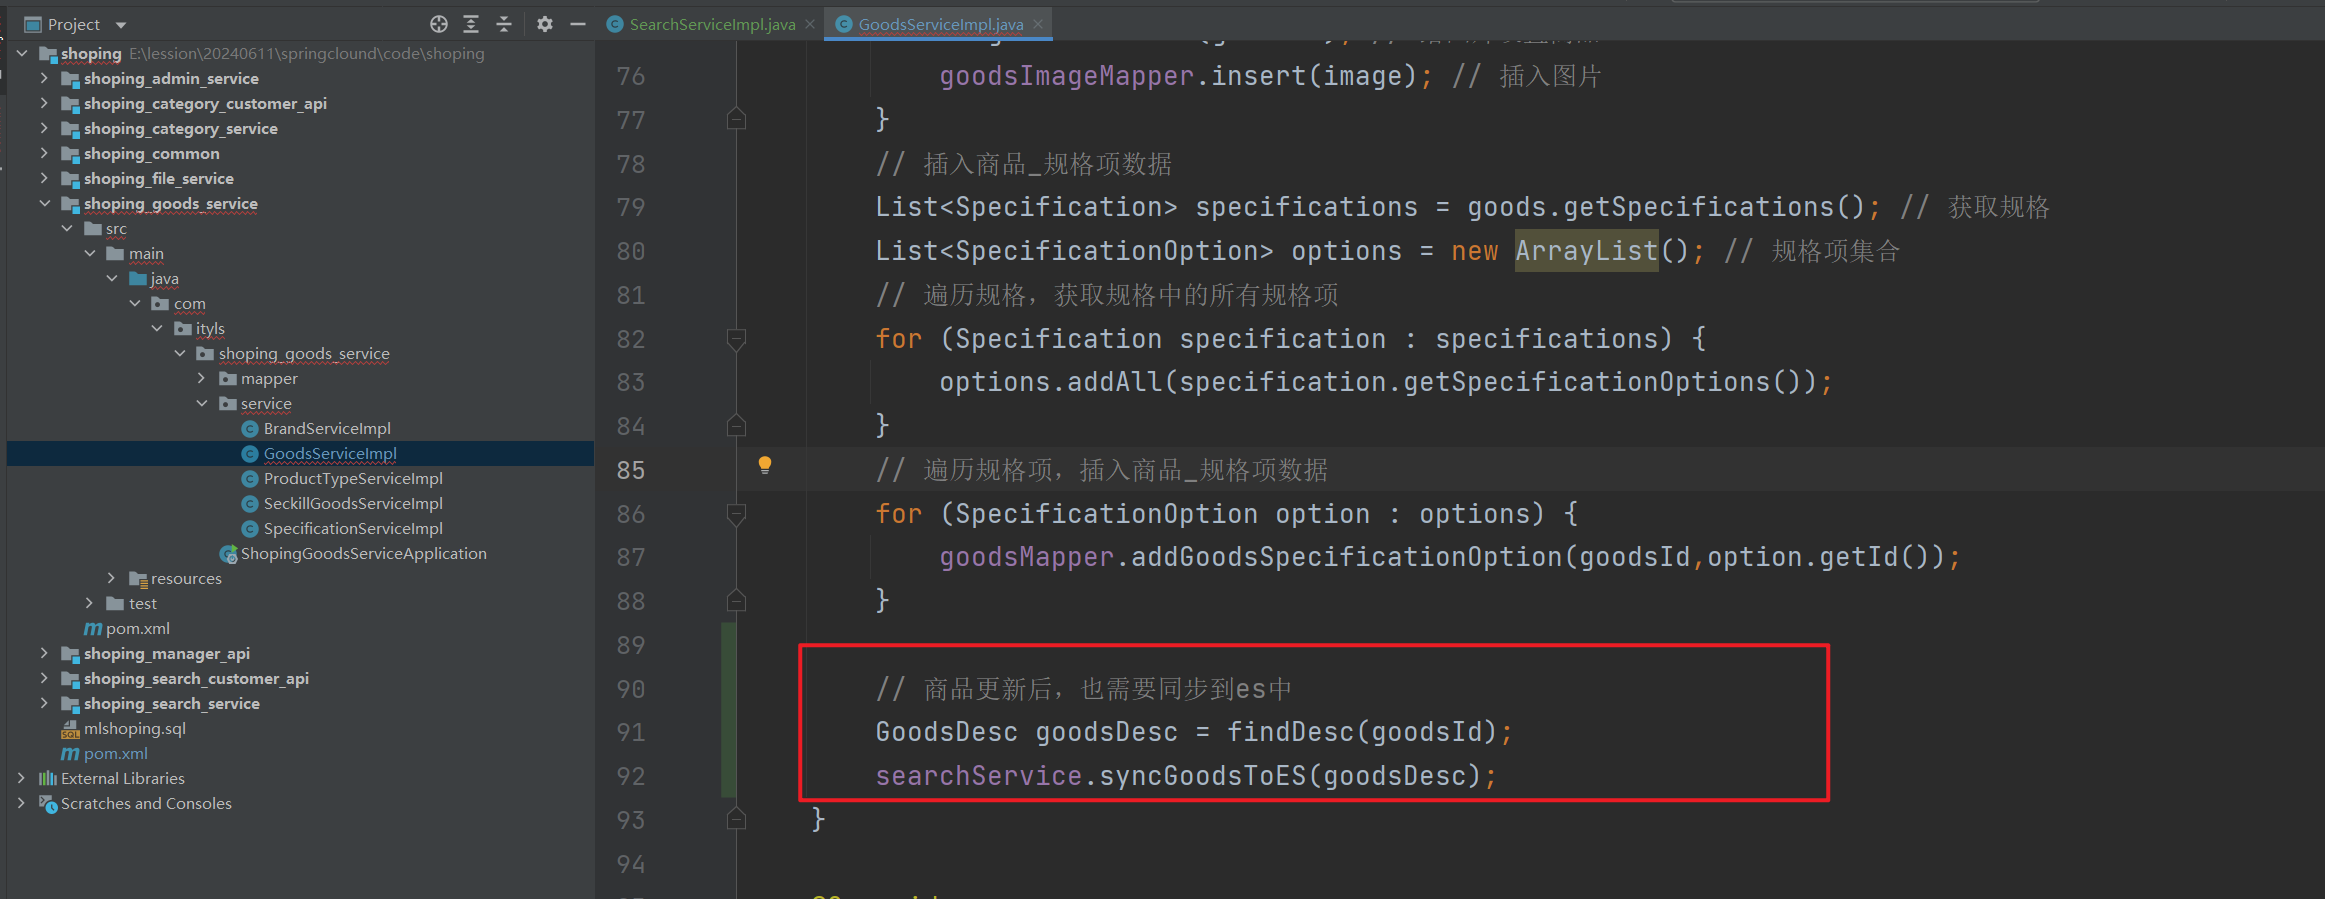 Project
shoping E:\lession\20240611\springclound\code\shoping
shoping_admin_service
shoping_category_customer_api
shoping_category_service
shoping_common
shoping_file_service
shoping_goods_service
src
main
java
com
ityls
shoping_goods_service
mapper
service
BrandServiceImpl
GoodsServiceImpl
ProductTypeServiceImpl
SeckillGoodsServiceImpl
SpecificationServiceImpl
ShopingGoodsServiceApplication
resources
test
pom.xml
shoping_manager_api
shoping_search_customer_api
shoping_search_service
mlshoping.sql
pom.xml
External Libraries
Scratches and Consoles
SearchServiceImpl.java
GoodsServiceImpl.java
76 goodsImageMapper.insert(image); // 插入图片
77 }
78 // 插入商品_规格项数据
79 List<Specification> specifications = goods.getSpecifications(); // 获取规格
80 List<SpecificationOption> options = new ArrayList(); // 规格项集合
81 // 遍历规格，获取规格中的所有规格项
82 for (Specification specification : specifications) {
83 options.addAll(specification.getSpecificationOptions());
84 }
85 // 遍历规格项，插入商品_规格项数据
86 for (SpecificationOption option : options) {
87 goodsMapper.addGoodsSpecificationOption(goodsId,option.getId());
88 }
89
90 // 商品更新后，也需要同步到es中
91 GoodsDesc goodsDesc = findDesc(goodsId);
92 searchService.syncGoodsToES(goodsDesc);
93 }
94